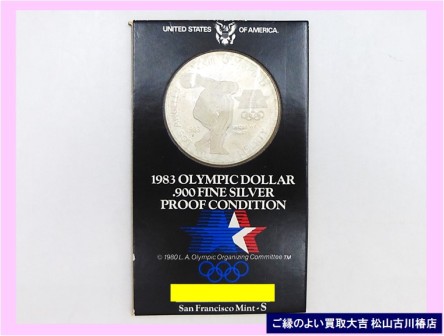 UNITED STATES OF AMERICA.
1983 OLYMPIC DOLLAR
.900 FINE SILVER
PROOF CONDITION
© 1980 L.A. Olympic Organizing Committee TM
San Francisco Mint - S
ご縁のよい買取大吉 松山古川椿店